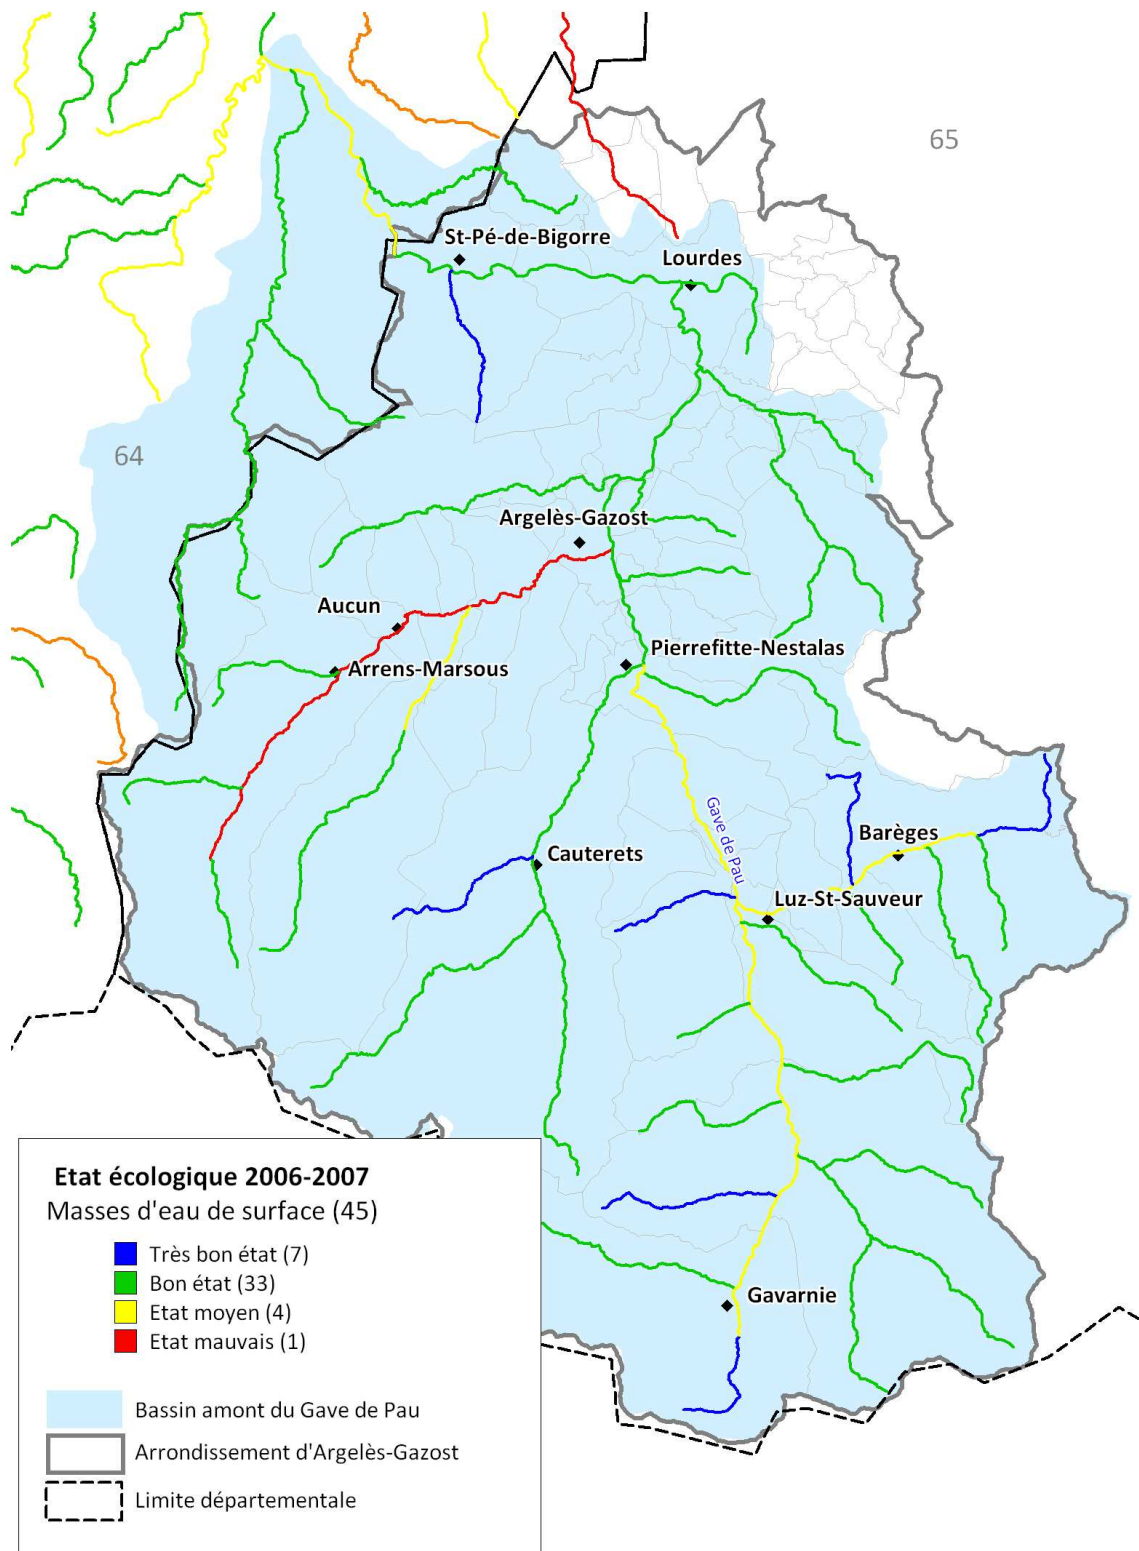 65
St-Pé-de-Bigorre
Lourdes
64
Argelès-Gazost
Aucun
Pierrefitte-Nestalas
Arrens-Marsous
Gave de Pau
Barèges
Cauterets
Luz-St-Sauveur
Etat écologique 2006-2007
Masses d'eau de surface (45)
Très bon état (7)
Bon état (33)
Etat moyen (4)
Etat mauvais (1)
Gavarnie
Bassin amont du Gave de Pau
Arrondissement d'Argelès-Gazost
Limite départementale